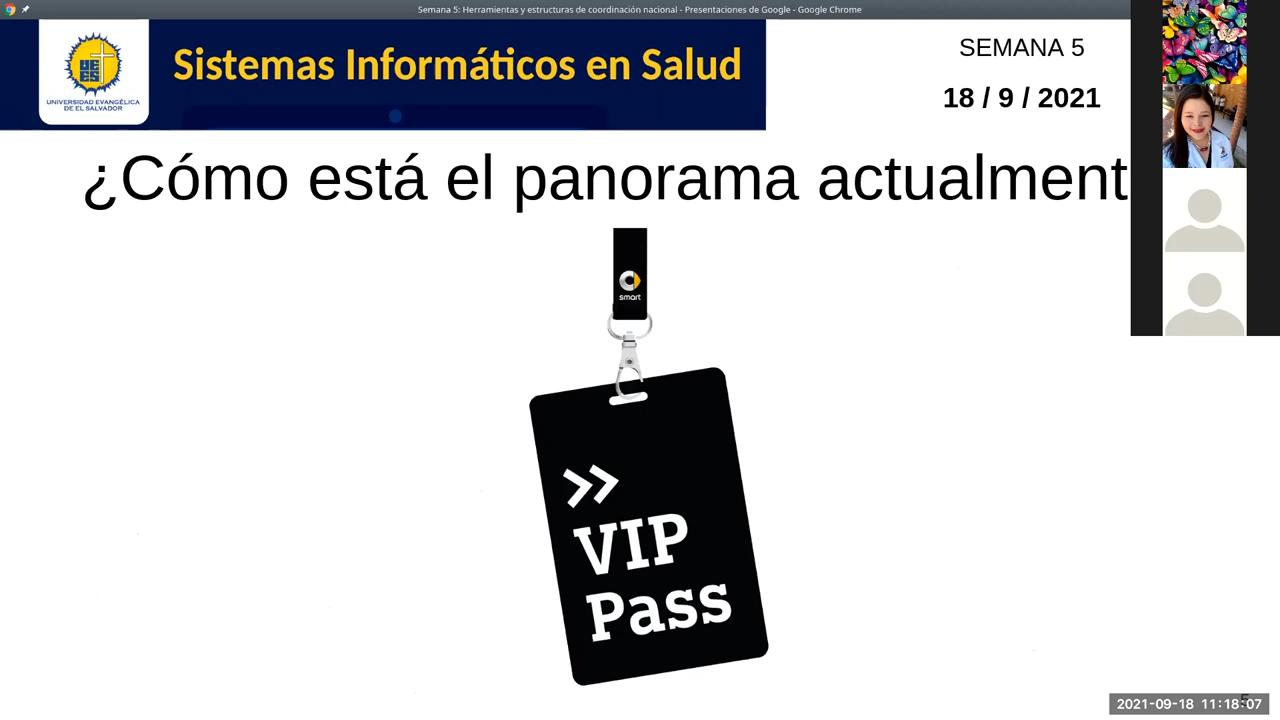 Semana 5: Herramientas y estructuras de coordinación nacional - Presentaciones de Google - Google Chrome
UNIVERSIDAD EVANGÉLICA
DE EL SALVADOR
Sistemas Informáticos en Salud
SEMANA 5
18 / 9 / 2021
¿Cómo está el panorama actualment
smart
>> VIP
Pass
2021-09-18 11:18:07